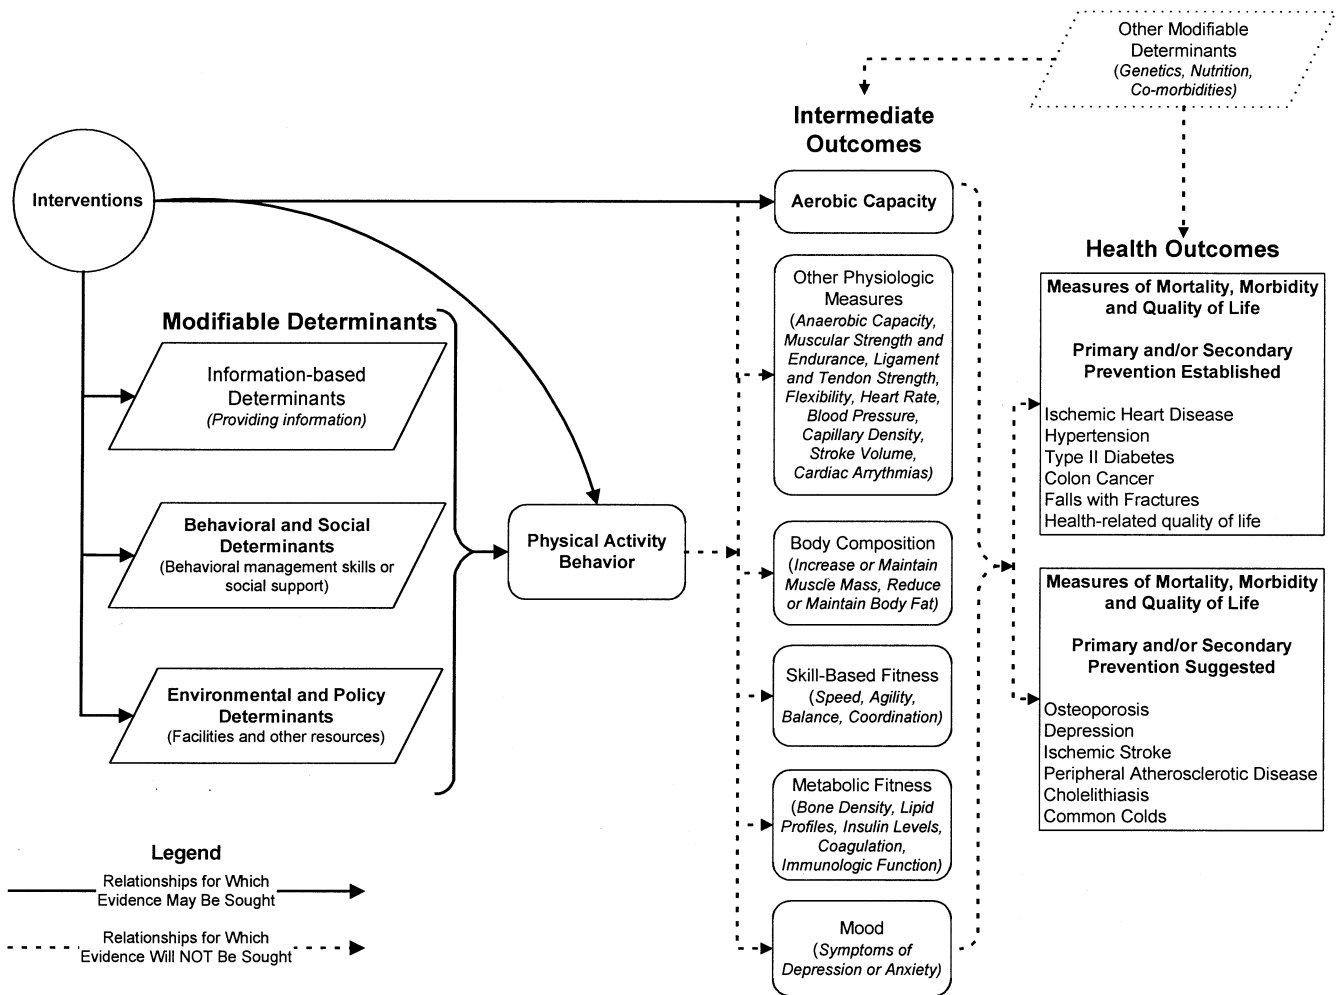 Other Modifiable
Determinants
(Genetics, Nutrition,
Co-morbidities)
Intermediate
Outcomes
Interventions
Aerobic Capacity
Health Outcomes
Measures of Mortality, Morbidity
and Quality of Life
Primary and/or Secondary
Prevention Established
Ischemic Heart Disease
Hypertension
Type II Diabetes
Colon Cancer
Falls with Fractures
Health-related quality of life
Other Physiologic
Measures
(Anaerobic Capacity,
Muscular Strength and
Endurance, Ligament
and Tendon Strength,
Flexibility, Heart Rate,
Blood Pressure,
Capillary Density,
Stroke Volume,
Cardiac Arrythmias)
Modifiable Determinants
Information-based
Determinants
(Providing information)
Behavioral and Social
Determinants
(Behavioral management skills or
social support)
Environmental and Policy
Determinants
(Facilities and other resources)
Physical Activity
Behavior
Body Composition
(Increase or Maintain
Muscle Mass, Reduce
or Maintain Body Fat)
Skill-Based Fitness
(Speed, Agility,
Balance, Coordination)
Metabolic Fitness
(Bone Density, Lipid
Profiles, Insulin Levels,
Coagulation,
Immunologic Function)
Mood
(Symptoms of
Depression or Anxiety)
Measures of Mortality, Morbidity
and Quality of Life
Primary and/or Secondary
Prevention Suggested
Osteoporosis
Depression
Ischemic Stroke
Peripheral Atherosclerotic Disease
Cholelithiasis
Common Colds
Legend
Relationships for Which
Evidence May Be Sought
Relationships for Which
Evidence Will NOT Be Sought